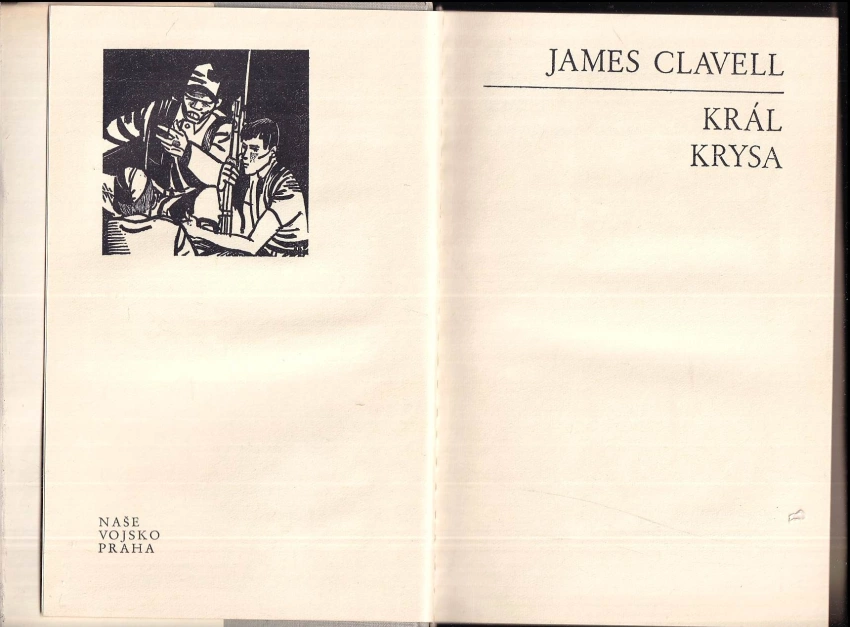 NAŠE
VOJSKO
PRAHA
JAMES CLAVELL
KRÁL
KRYSA